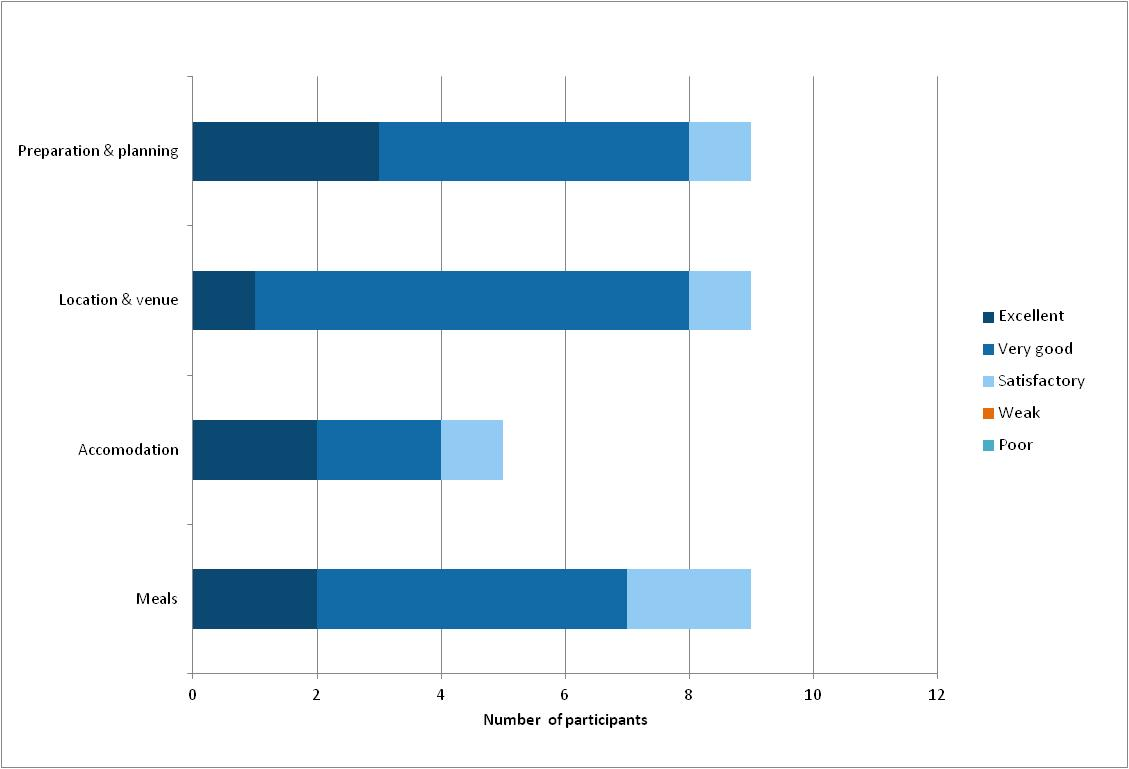 Preparation & planning
Location & venue
Accomodation
Meals
0 2 4 6 8 10 12
Number of participants
Excellent
Very good
Satisfactory
Weak
Poor